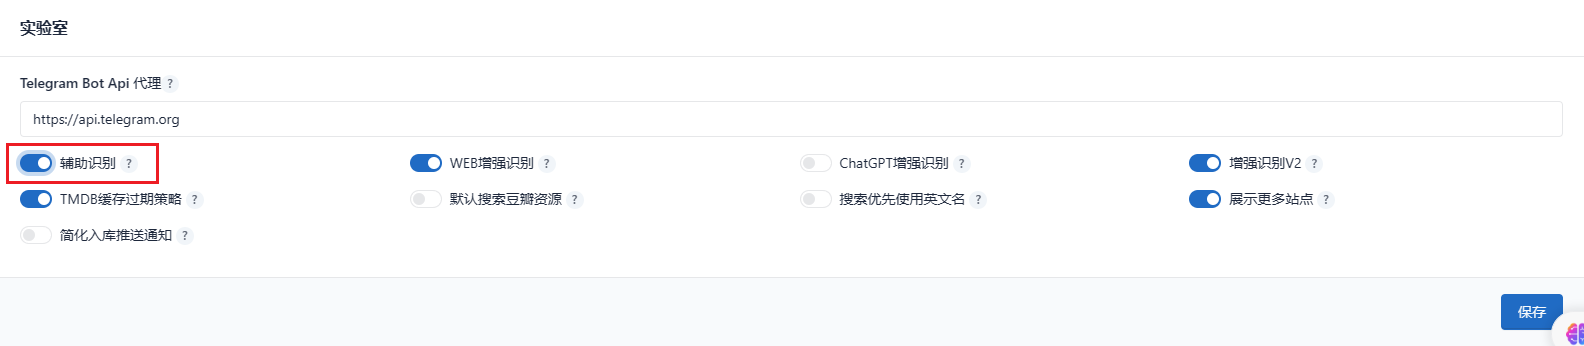 实验室
Telegram Bot Api 代理 ?
https://api.telegram.org
辅助识别 ? WEB增强识别 ? ChatGPT增强识别 ? 增强识别V2 ?
TMDB缓存过期策略 ? 默认搜索豆瓣资源 ? 搜索优先使用英文名 ? 展示更多站点 ?
简化入库推送通知 ?
保存